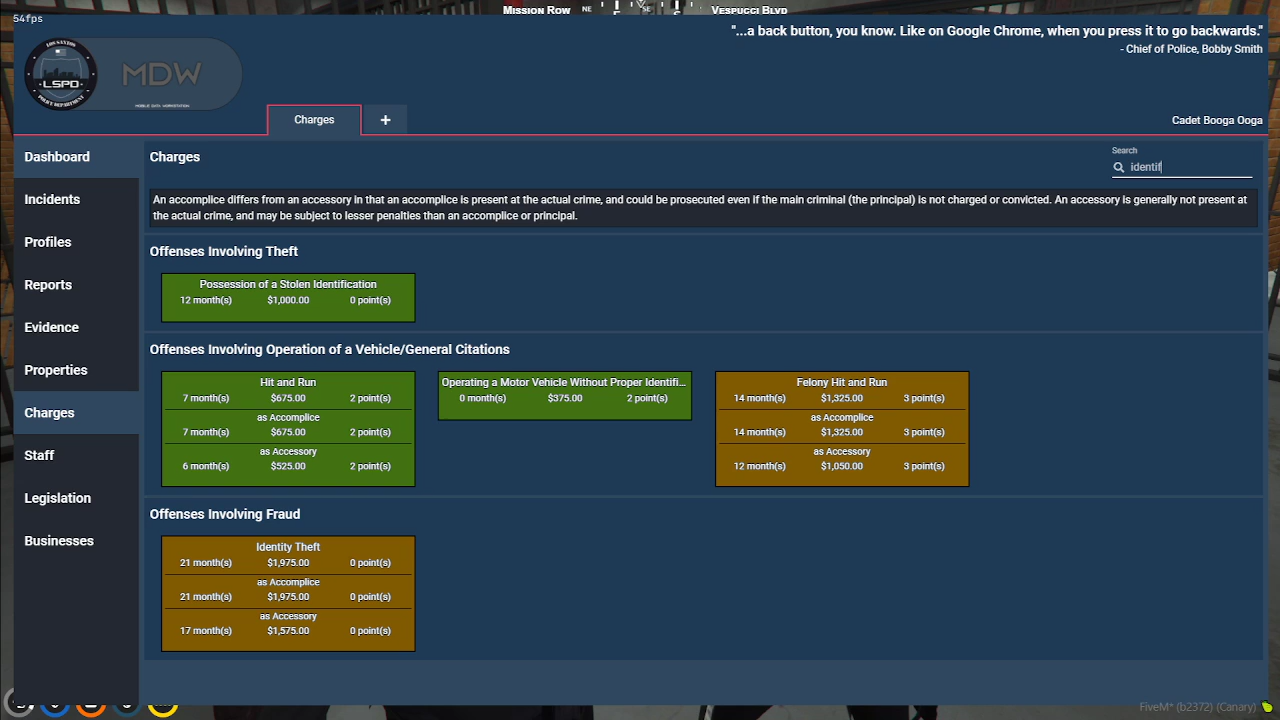 Mission Row
NE
SE
Vespucci Blvd
54fps
"...a back button, you know. Like on Google Chrome, when you press it to go backwards."
- Chief of Police, Bobby Smith
LOS SANTOS
LSPD
POLICE DEPARTMENT
MDW
MOBILE DATA WORKSTATION
Charges
+
Cadet Booga Ooga
Dashboard
Incidents
Profiles
Reports
Evidence
Properties
Charges
Staff
Legislation
Businesses
Charges
Search
identif
An accomplice differs from an accessory in that an accomplice is present at the actual crime, and could be prosecuted even if the main criminal (the principal) is not charged or convicted. An accessory is generally not present at
the actual crime, and may be subject to lesser penalties than an accomplice or principal.
Offenses Involving Theft
Possession of a Stolen Identification
12 month(s) $1,000.00 0 point(s)
Offenses Involving Operation of a Vehicle/General Citations
Hit and Run
7 month(s) $675.00 2 point(s)
as Accomplice
7 month(s) $675.00 2 point(s)
as Accessory
6 month(s) $525.00 2 point(s)
Operating a Motor Vehicle Without Proper Identifi...
0 month(s) $375.00 2 point(s)
Felony Hit and Run
14 month(s) $1,325.00 3 point(s)
as Accomplice
14 month(s) $1,325.00 3 point(s)
as Accessory
12 month(s) $1,050.00 3 point(s)
Offenses Involving Fraud
Identity Theft
21 month(s) $1,975.00 0 point(s)
as Accomplice
21 month(s) $1,975.00 0 point(s)
as Accessory
17 month(s) $1,575.00 0 point(s)
FiveM* (b2372) (Canary)